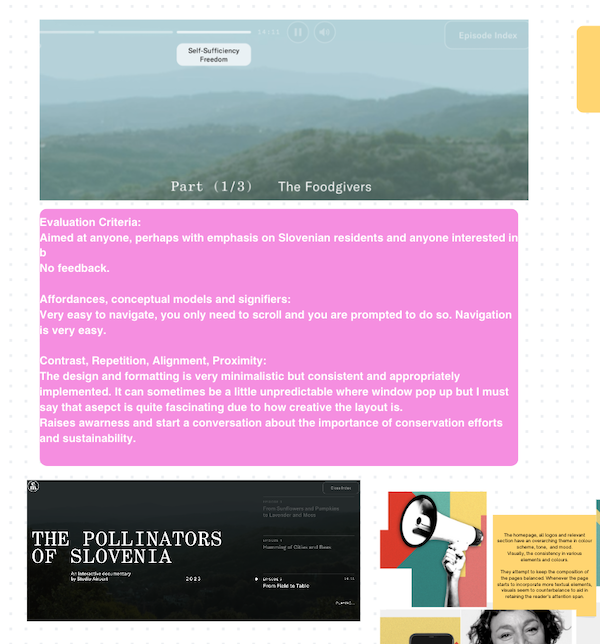 14:21
Episode Index
Self-Sufficiency
Freedom
Part (1/3) The Foodgivers
Evaluation Criteria:
Aimed at anyone, perhaps with emphasis on Slovenian residents and anyone interested in
b
No feedback.
Affordances, conceptual models and signifiers:
Very easy to navigate, you only need to scroll and you are prompted to do so. Navigation
is very easy.
Contrast, Repetition, Alignment, Proximity:
The design and formatting is very minimalistic but consistent and appropriately
implemented. It can sometimes be a little unpredictable where window pop up but I must
say that asepct is quite fascinating due to how creative the layout is.
Raises awarness and start a conversation about the importance of conservation efforts
and sustainability.
Close Index
From Sunflowers and Pumpkins
to Lavender and Moss
THE POLLINATORS
OF SLOVENIA
Humming of Cities and Bees
An interactive documentary
by Studio Airport
2023
EPISODE 3
From Field to Table
The homepage, all logos and relevant
section have an overarching theme in colour
schema, tone, and mood.
Visually, the consistency in various
elements and colours
They attempt to keep the composition of
the pages balanced. Whenever the page
starts to incorporate more textual elements,
visuals seem to counterbalance to aid in
retaining the reader's attention span.